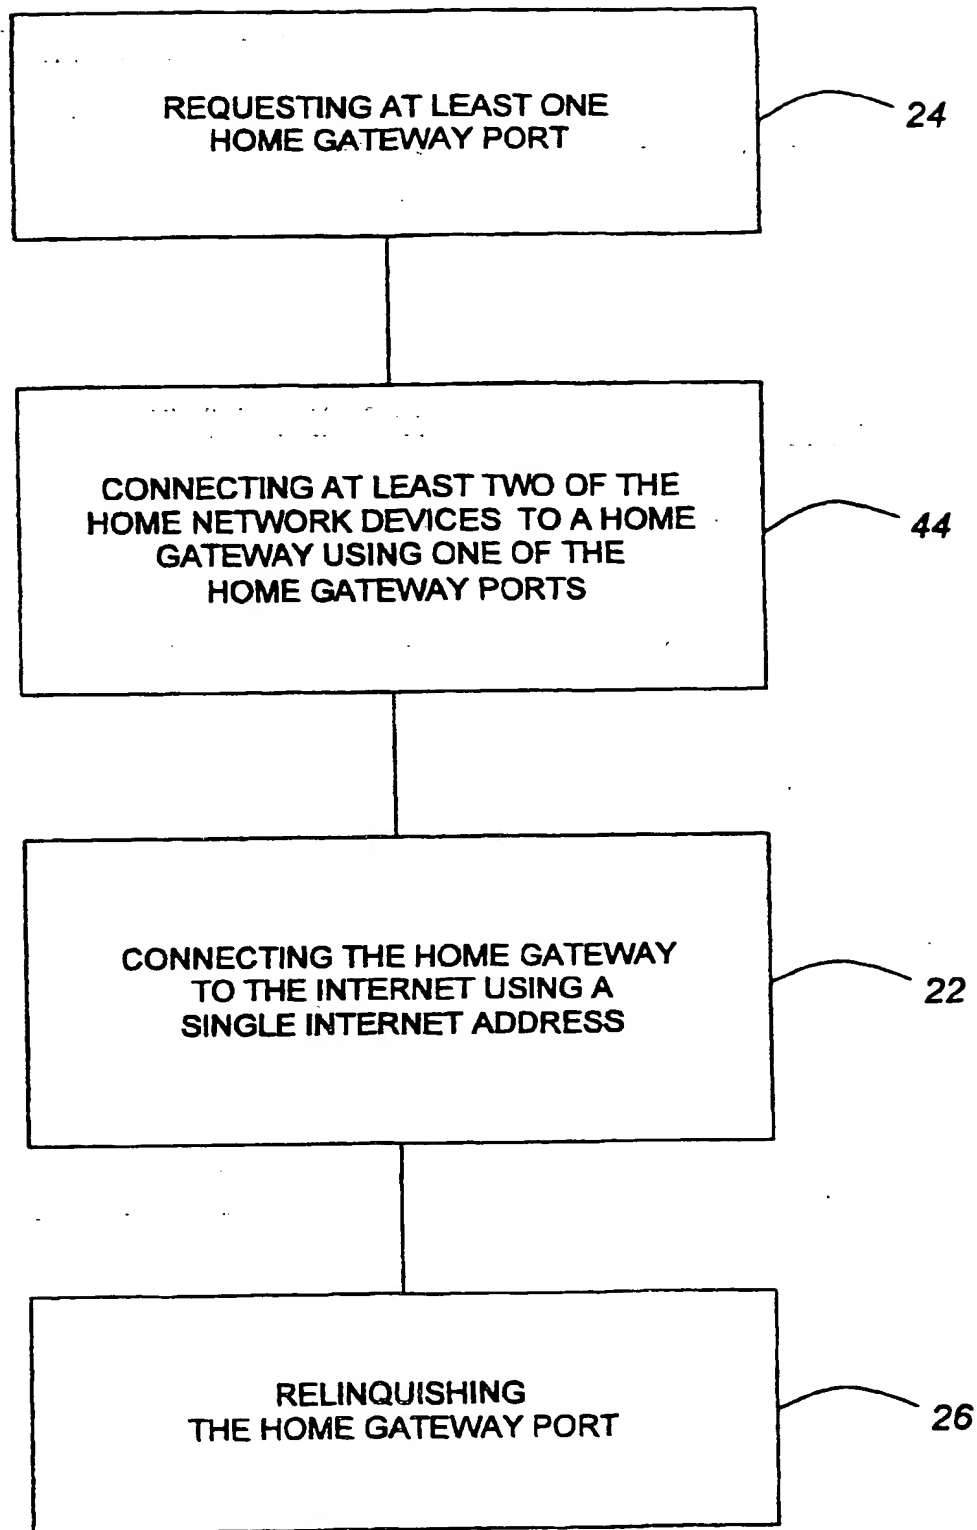 REQUESTING AT LEAST ONE
HOME GATEWAY PORT
24
CONNECTING AT LEAST TWO OF THE
HOME NETWORK DEVICES TO A HOME
GATEWAY USING ONE OF THE
HOME GATEWAY PORTS
44
CONNECTING THE HOME GATEWAY
TO THE INTERNET USING A
SINGLE INTERNET ADDRESS
22
RELINQUISHING
THE HOME GATEWAY PORT
26